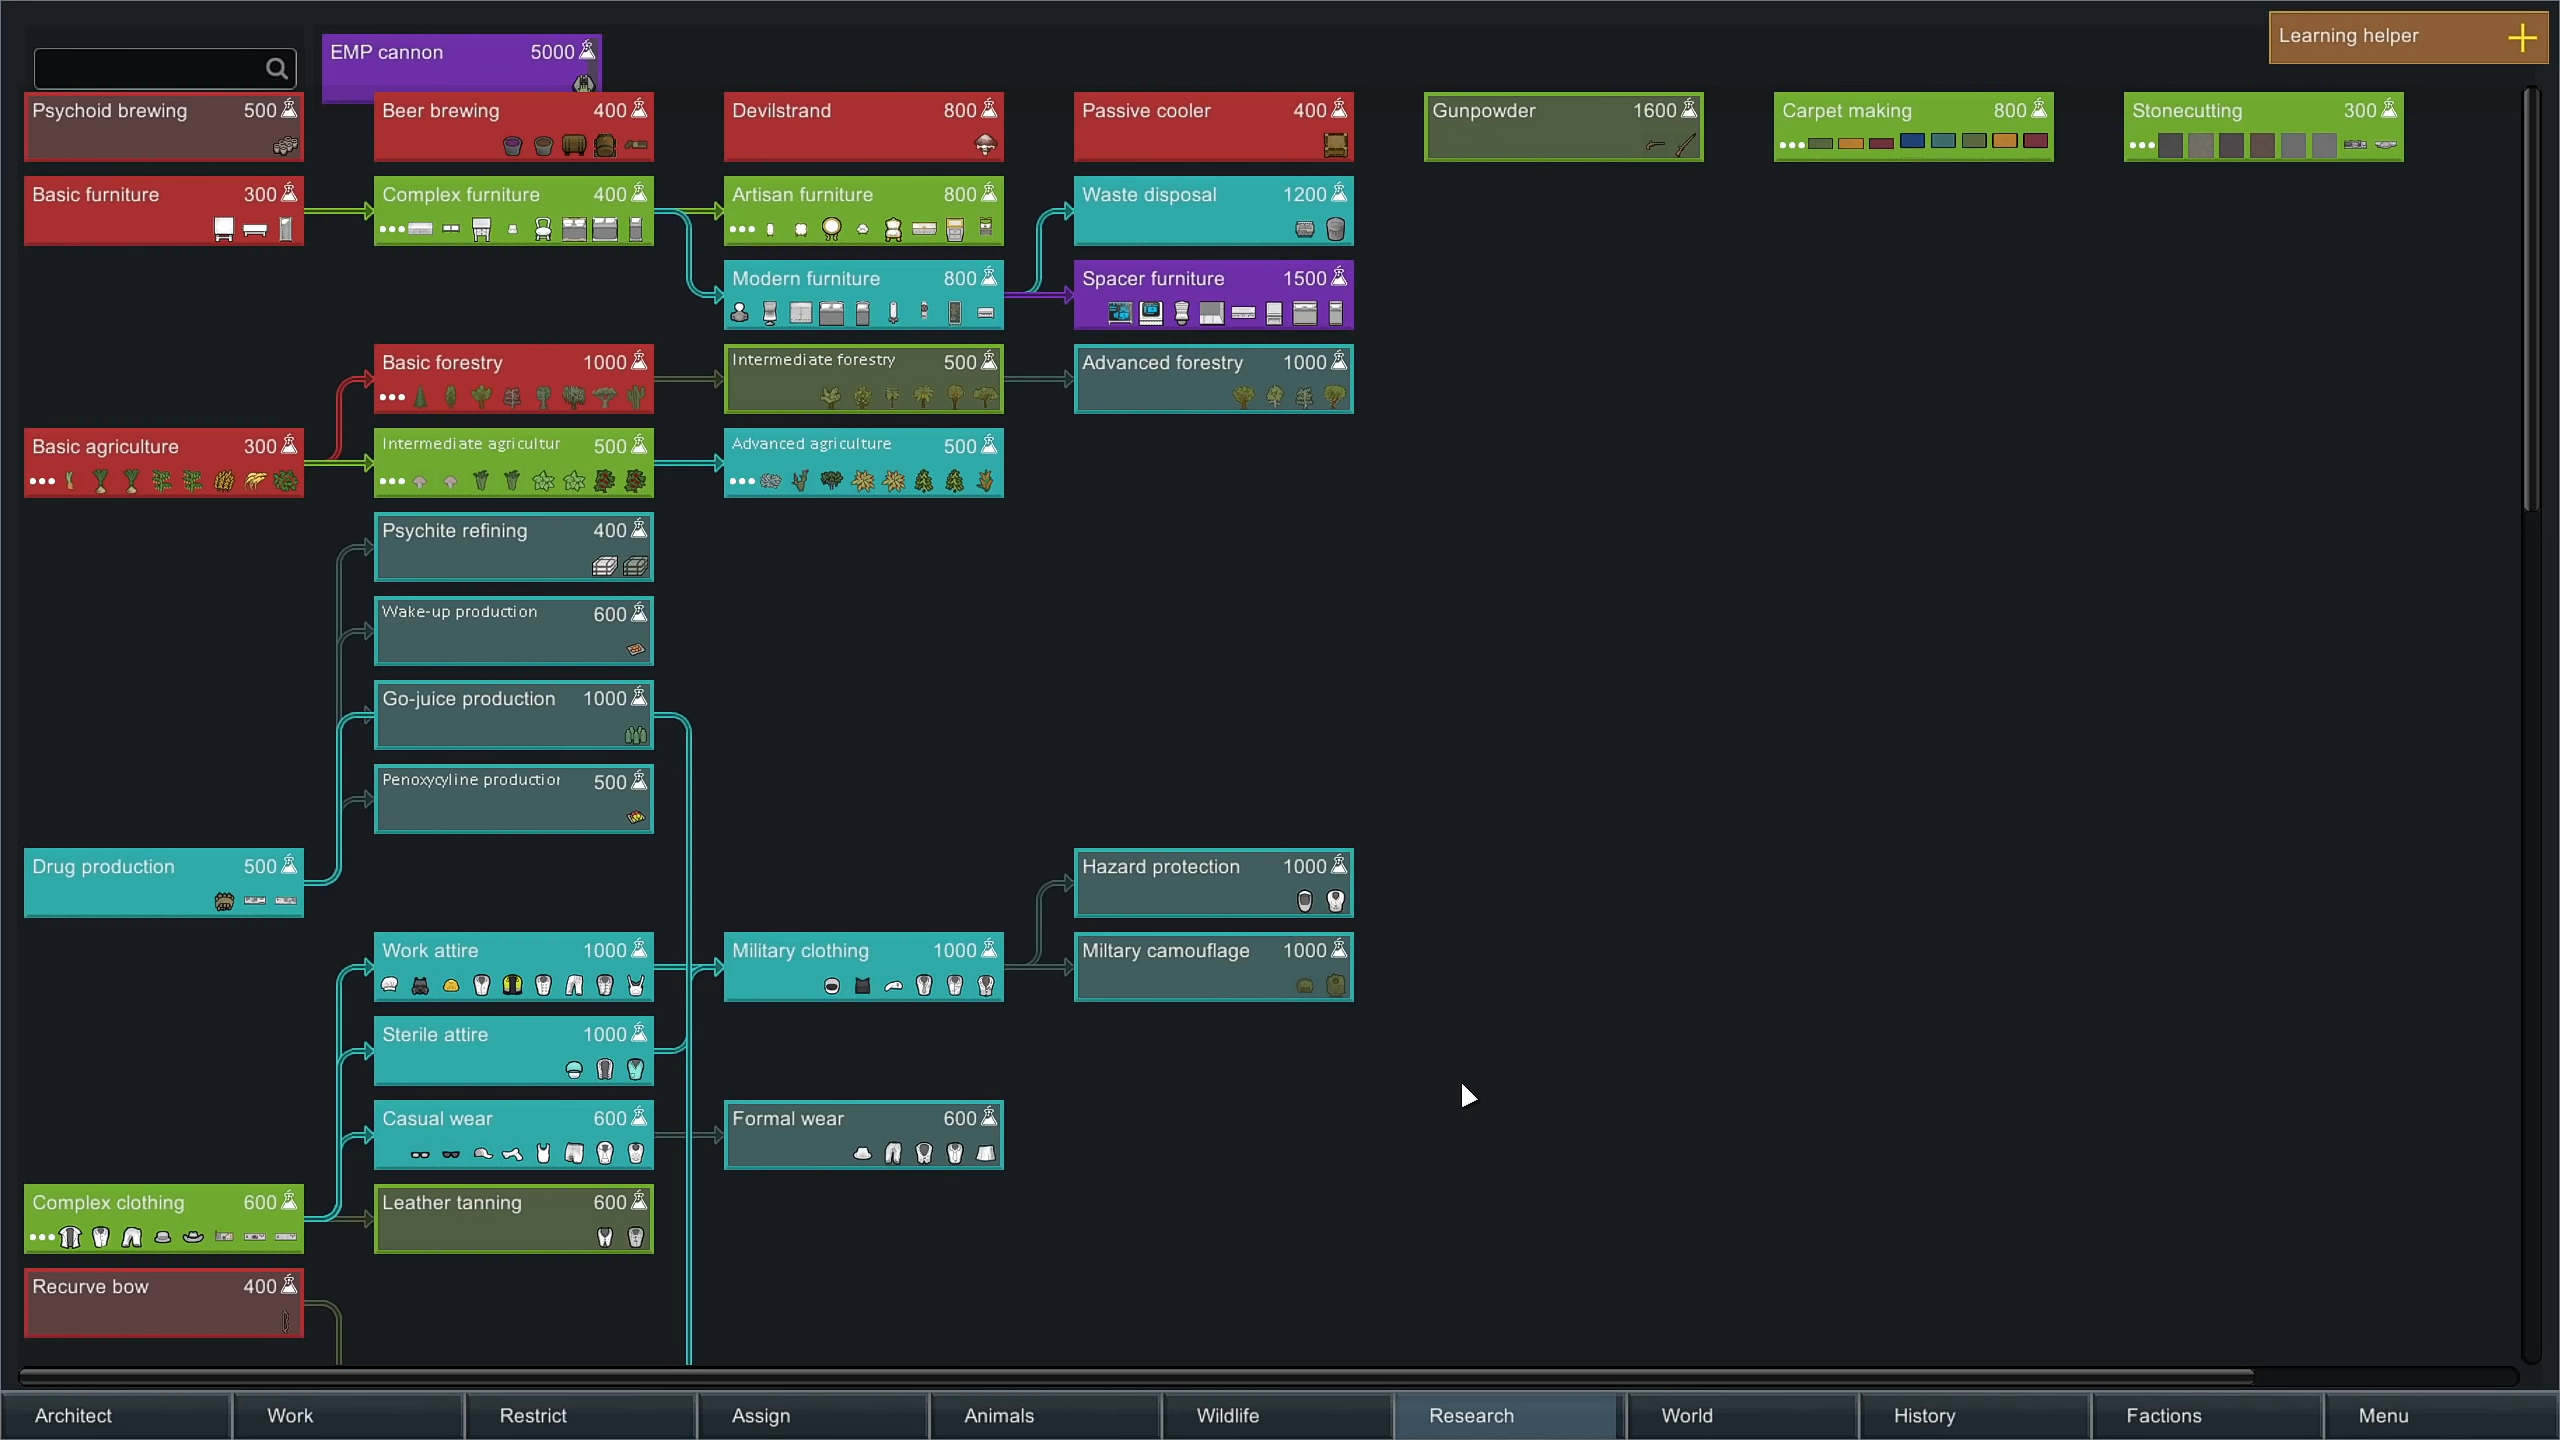 Learning helper
EMP cannon 5000
Psychoid brewing 500
Beer brewing 400
Devilstrand 800
Passive cooler 400
Gunpowder 1600
Carpet making 800
Stonecutting 300
Basic furniture 300
Complex furniture 400
Artisan furniture 800
Waste disposal 1200
Modern furniture 800
Spacer furniture 1500
Basic forestry 1000
Intermediate forestry 500
Advanced forestry 1000
Basic agriculture 300
Intermediate agricultur 500
Advanced agriculture 500
Psychite refining 400
Wake-up production 600
Go-juice production 1000
Penoxycyline production 500
Drug production 500
Hazard protection 1000
Work attire 1000
Military clothing 1000
Miltary camouflage 1000
Sterile attire 1000
Casual wear 600
Formal wear 600
Complex clothing 600
Leather tanning 600
Recurve bow 400
Architect
Work
Restrict
Assign
Animals
Wildlife
Research
World
History
Factions
Menu